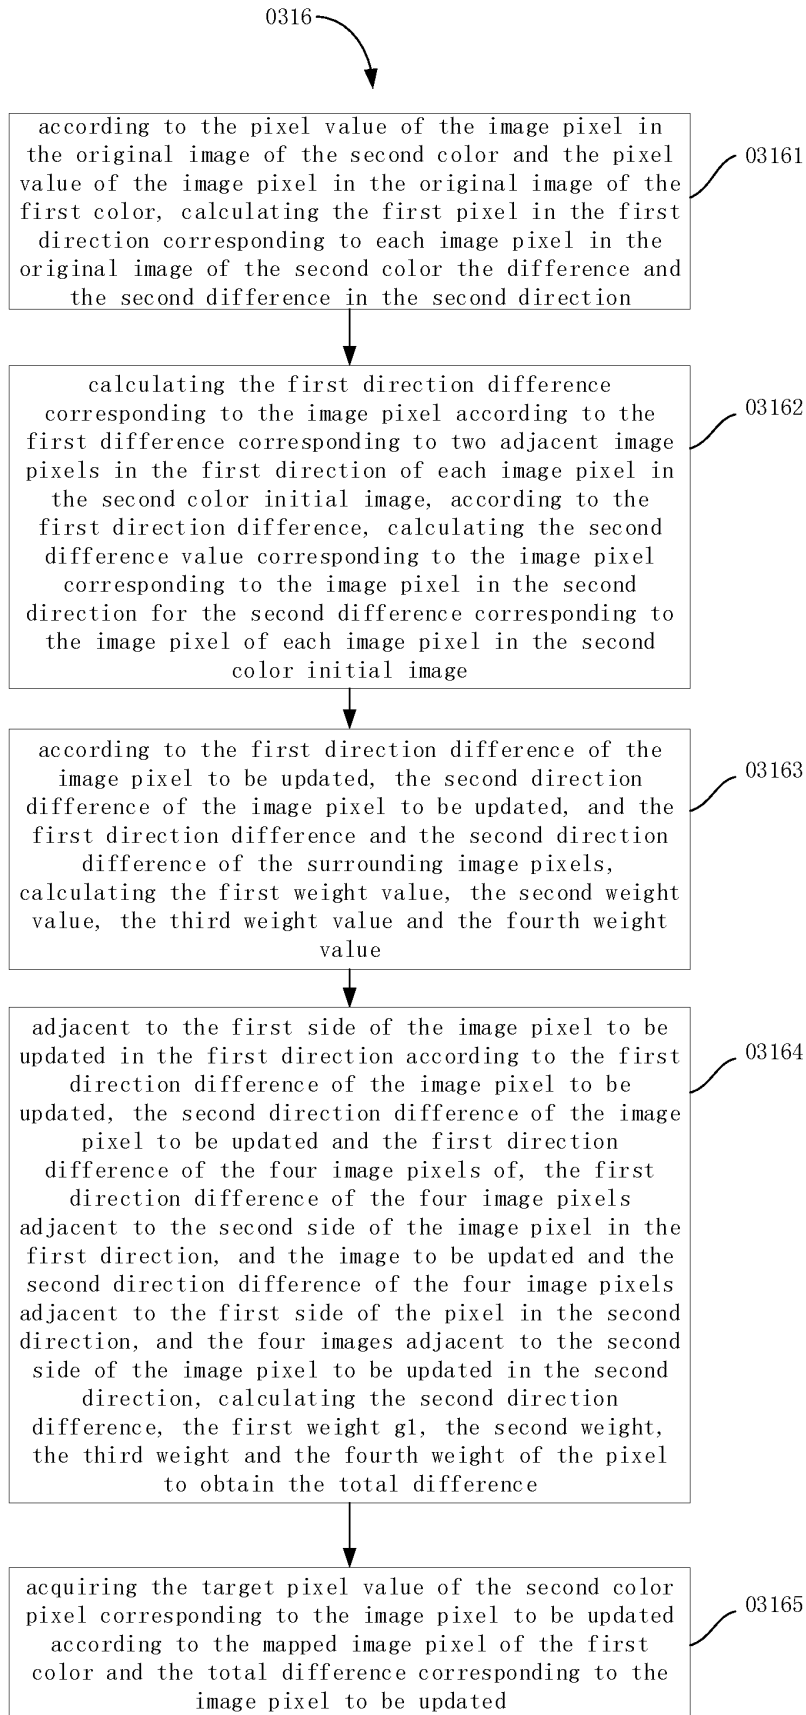 0316
according to the pixel value of the image pixel in
the original image of the second color and the pixel
value of the image pixel in the original image of the
first color, calculating the first pixel in the first
direction corresponding to each image pixel in the
original image of the second color the difference and
the second difference in the second direction
03161
calculating the first direction difference
corresponding to the image pixel according to the
first difference corresponding to two adjacent image
pixels in the first direction of each image pixel in
the second color initial image, according to the
first direction difference, calculating the second
difference value corresponding to the image pixel
corresponding to the image pixel in the second
direction for the second difference corresponding to
the image pixel of each image pixel in the second
color initial image
03162
according to the first direction difference of the
image pixel to be updated, the second direction
difference of the image pixel to be updated, and the
first direction difference and the second direction
difference of the surrounding image pixels,
calculating the first weight value, the second weight
value, the third weight value and the fourth weight
value
03163
adjacent to the first side of the image pixel to be
updated in the first direction according to the first
direction difference of the image pixel to be
updated, the second direction difference of the image
pixel to be updated and the first direction
difference of the four image pixels of, the first
direction difference of the four image pixels
adjacent to the second side of the image pixel in the
first direction, and the image to be updated and the
second direction difference of the four image pixels
adjacent to the first side of the pixel in the second
direction, and the four images adjacent to the second
side of the image pixel to be updated in the second
direction, calculating the second direction
difference, the first weight g1, the second weight,
the third weight and the fourth weight of the pixel
to obtain the total difference
03164
acquiring the target pixel value of the second color
pixel corresponding to the image pixel to be updated
according to the mapped image pixel of the first
color and the total difference corresponding to the
image pixel to be updated
03165